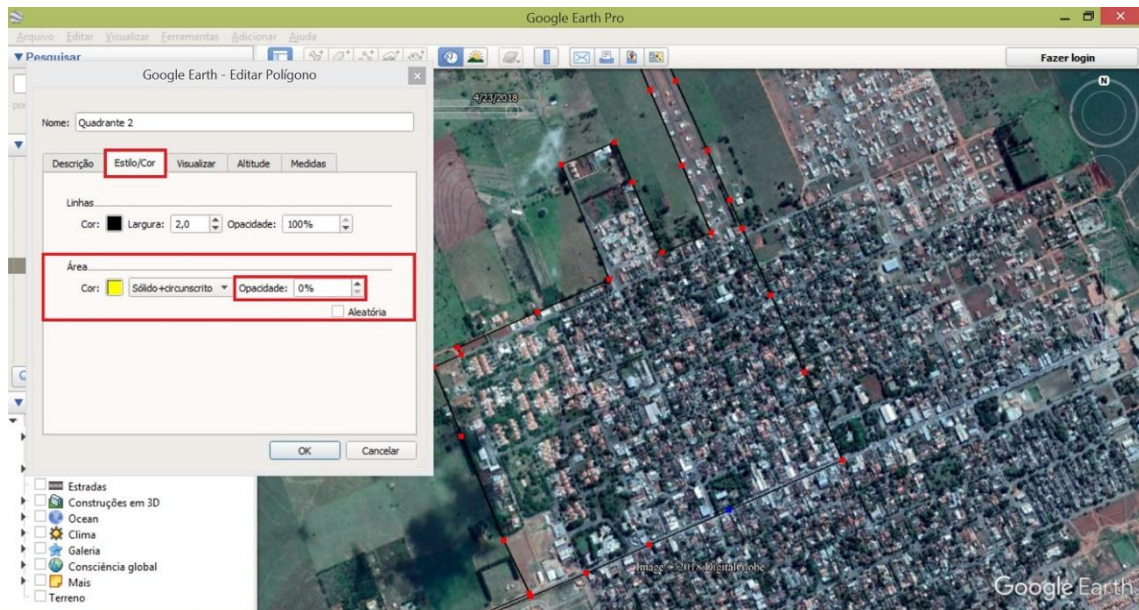 Google Earth Pro
Arquivo Editar Visualizar Ferramentas Adicionar Ajuda
Pesquisar
Fazer login
Google Earth - Editar Polígono
4/23/2018
N
Nome: Quadrante 2
Descrição Estilo/Cor Visualizar Altitude Medidas
Linhas
Cor: Largura: 2,0 Opacidade: 100%
Área
Cor: Sólido+circunscrito Opacidade: 0%
Aleatória
OK Cancelar
Estradas
Construções em 3D
Ocean
Clima
Galeria
Consciência global
Mais
Terreno
Image © 2018 DigitalGlobe
Google Earth